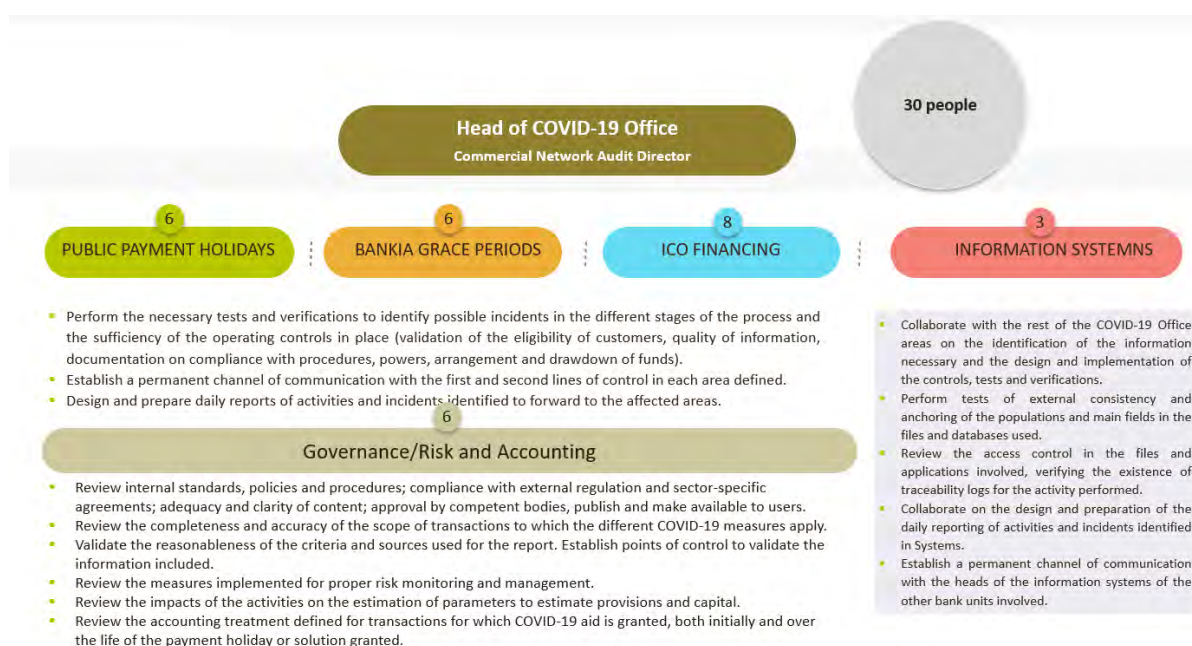 30 people
Head of COVID-19 Office
Commercial Network Audit Director
6
PUBLIC PAYMENT HOLIDAYS
6
BANKIA GRACE PERIODS
8
ICO FINANCING
3
INFORMATION SYSTEMNS
Perform the necessary tests and verifications to identify possible incidents in the different stages of the process and
the sufficiency of the operating controls in place (validation of the eligibility of customers, quality of information,
documentation on compliance with procedures, powers, arrangement and drawdown of funds).
Establish a permanent channel of communication with the first and second lines of control in each area defined.
Design and prepare daily reports of activities and incidents identified to forward to the affected areas.
6
Governance/Risk and Accounting
Review internal standards, policies and procedures; compliance with external regulation and sector-specific
agreements; adequacy and clarity of content; approval by competent bodies, publish and make available to users.
Review the completeness and accuracy of the scope of transactions to which the different COVID-19 measures apply.
Validate the reasonableness of the criteria and sources used for the report. Establish points of control to validate the
information included.
Review the measures implemented for proper risk monitoring and management.
Review the impacts of the activities on the estimation of parameters to estimate provisions and capital.
Review the accounting treatment defined for transactions for which COVID-19 aid is granted, both initially and over
the life of the payment holiday or solution granted.
Collaborate with the rest of the COVID-19 Office
areas on the identification of the information
necessary and the design and implementation of
the controls, tests and verifications.
Perform tests of external consistency and
anchoring of the populations and main fields in the
files and databases used.
Review the access control in the files and
applications involved, verifying the existence of
traceability logs for the activity performed.
Collaborate on the design and preparation of the
daily reporting of activities and incidents identified
in Systems.
Establish a permanent channel of communication
with the heads of the information systems of the
other bank units involved.